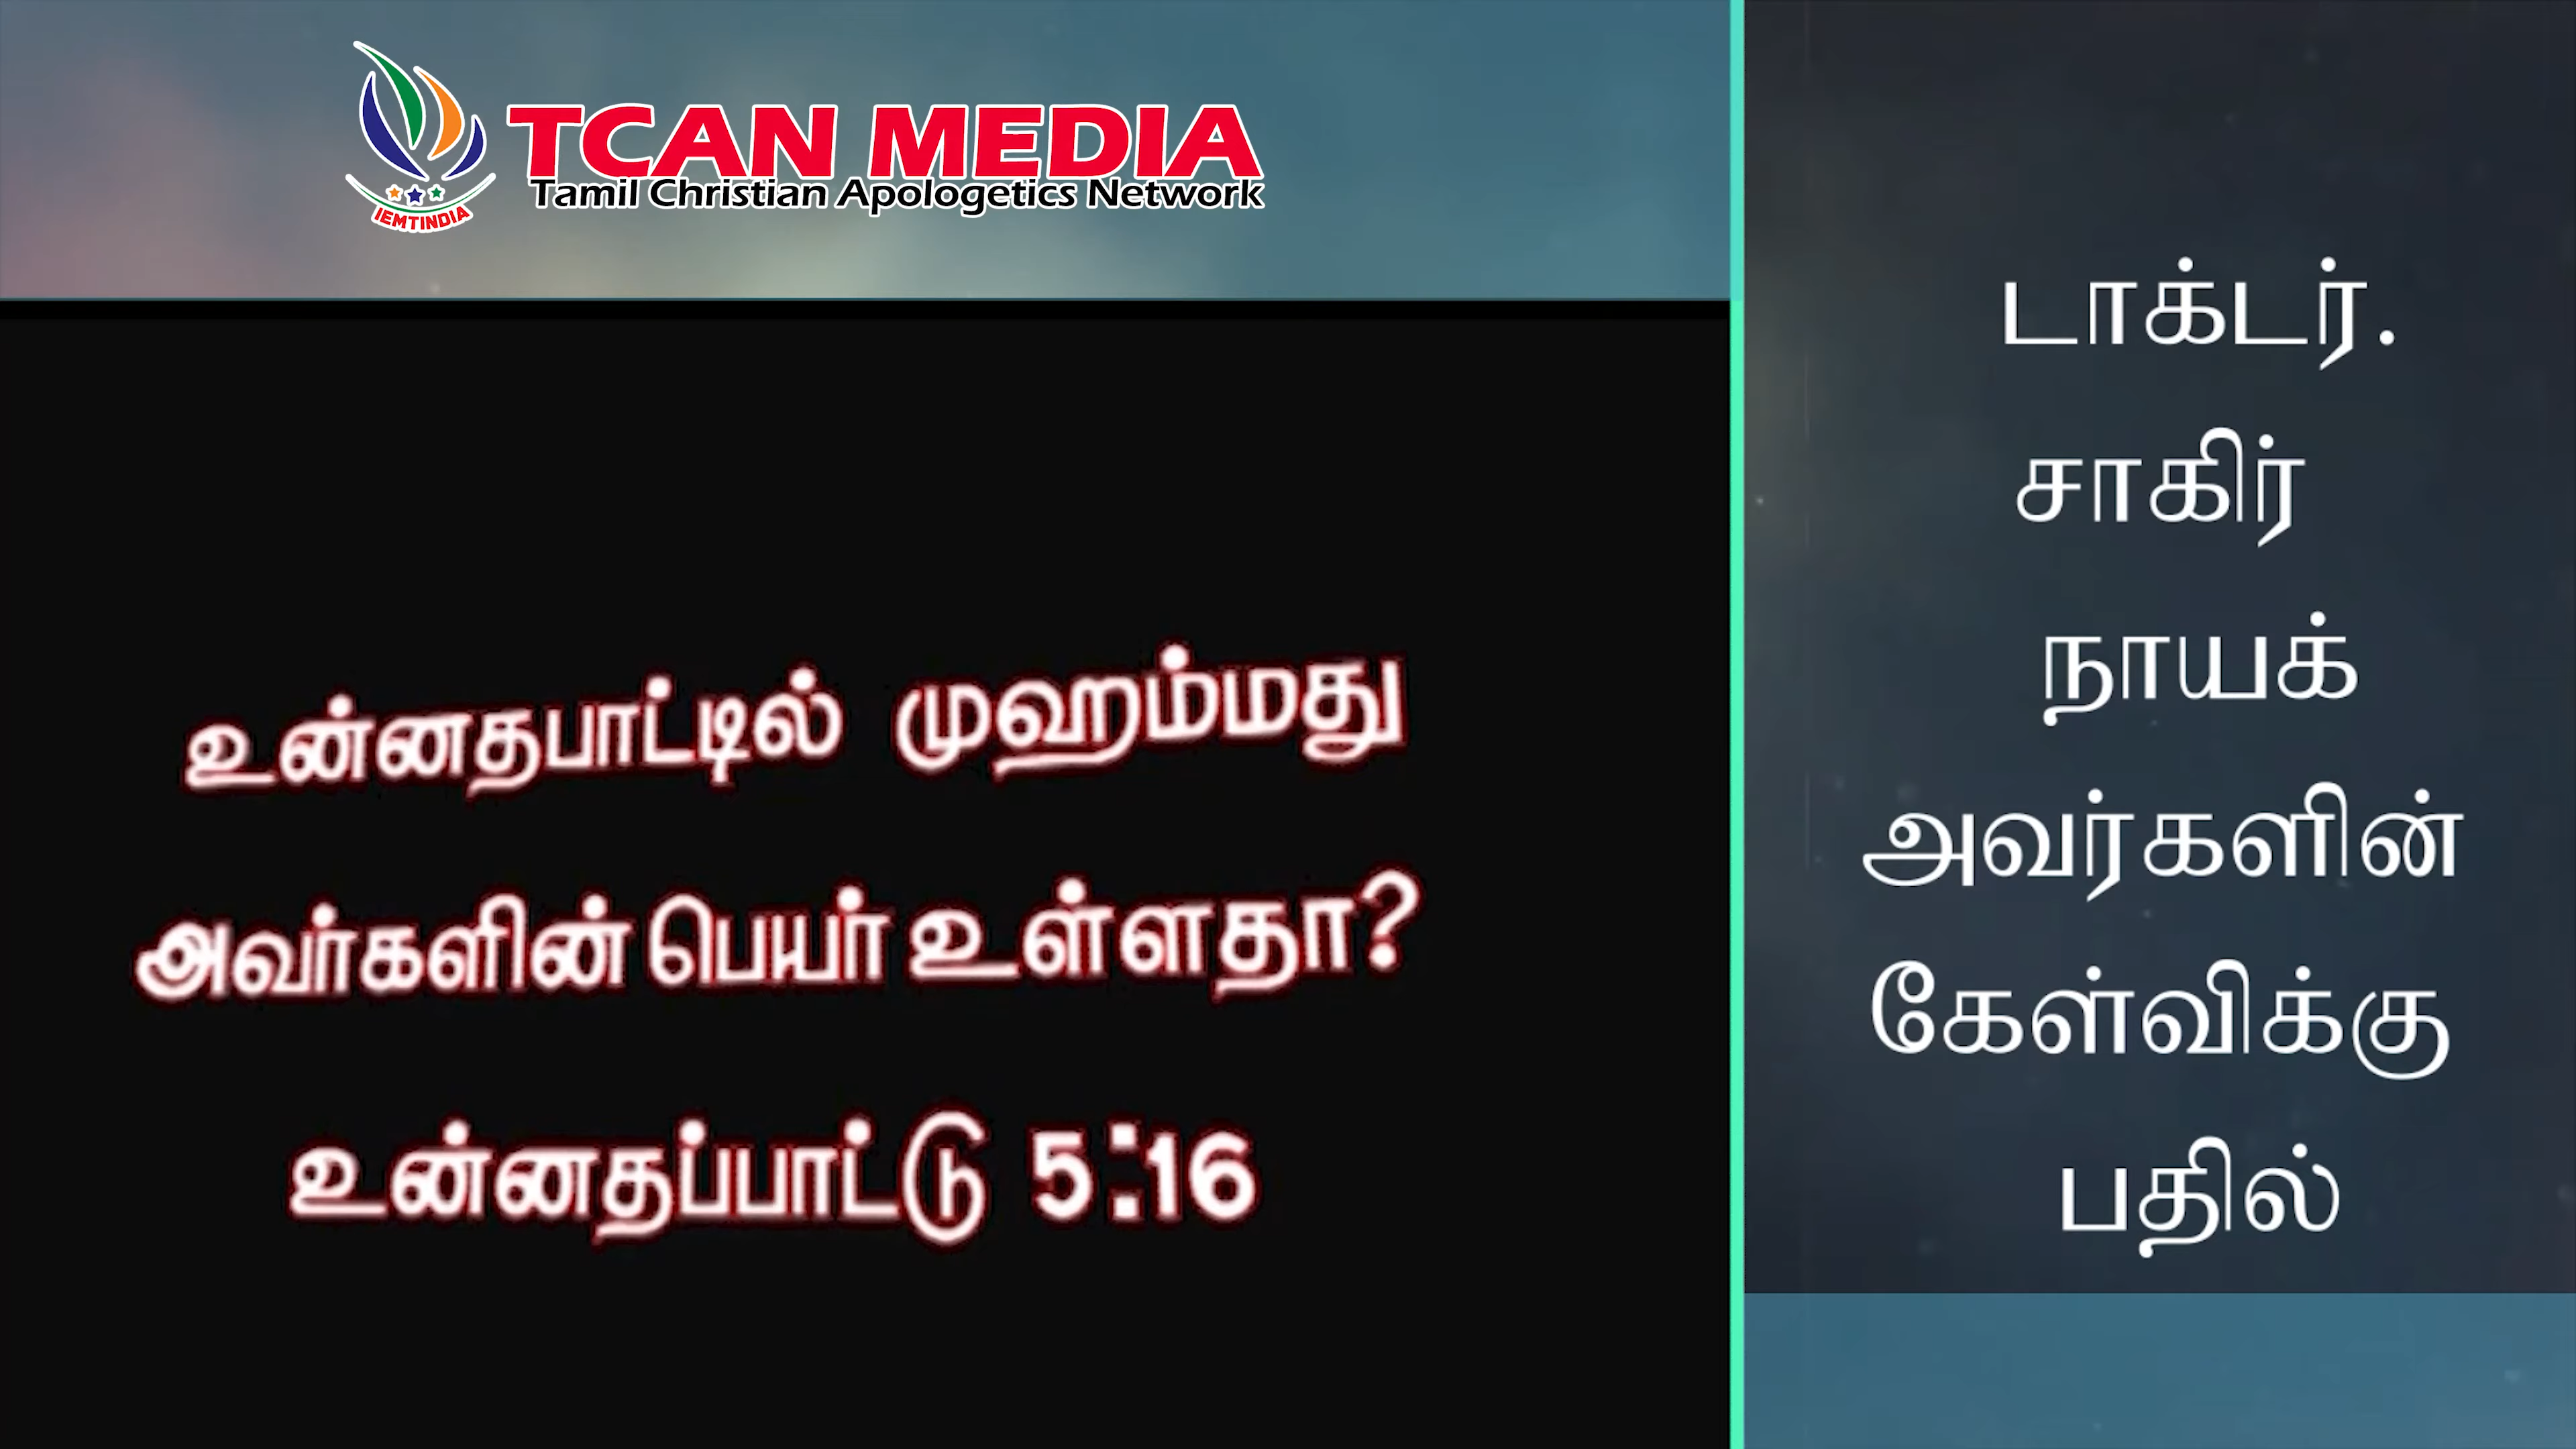 TCAN MEDIA
Tamil Christian Apologetics Network
IEMTINDIA
உன்னதபாட்டில் முஹம்மது
அவர்களின் பெயர் உள்ளதா?
உன்னதப்பாட்டு 5:16
டாக்டர்.
சாகிர்
நாயக்
அவர்களின்
கேள்விக்கு
பதில்